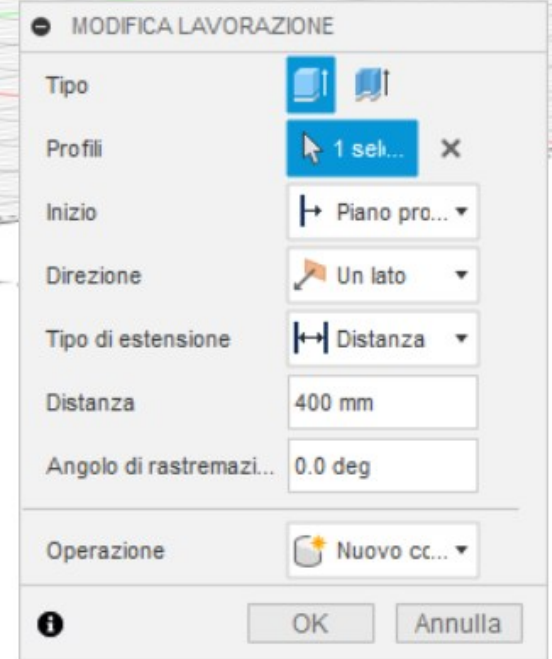 MODIFICA LAVORAZIONE
Tipo
Profili 1 sele...
Inizio Piano pro...
Direzione Un lato
Tipo di estensione Distanza
Distanza 400 mm
Angolo di rastremazi... 0.0 deg
Operazione Nuovo co...
OK Annulla